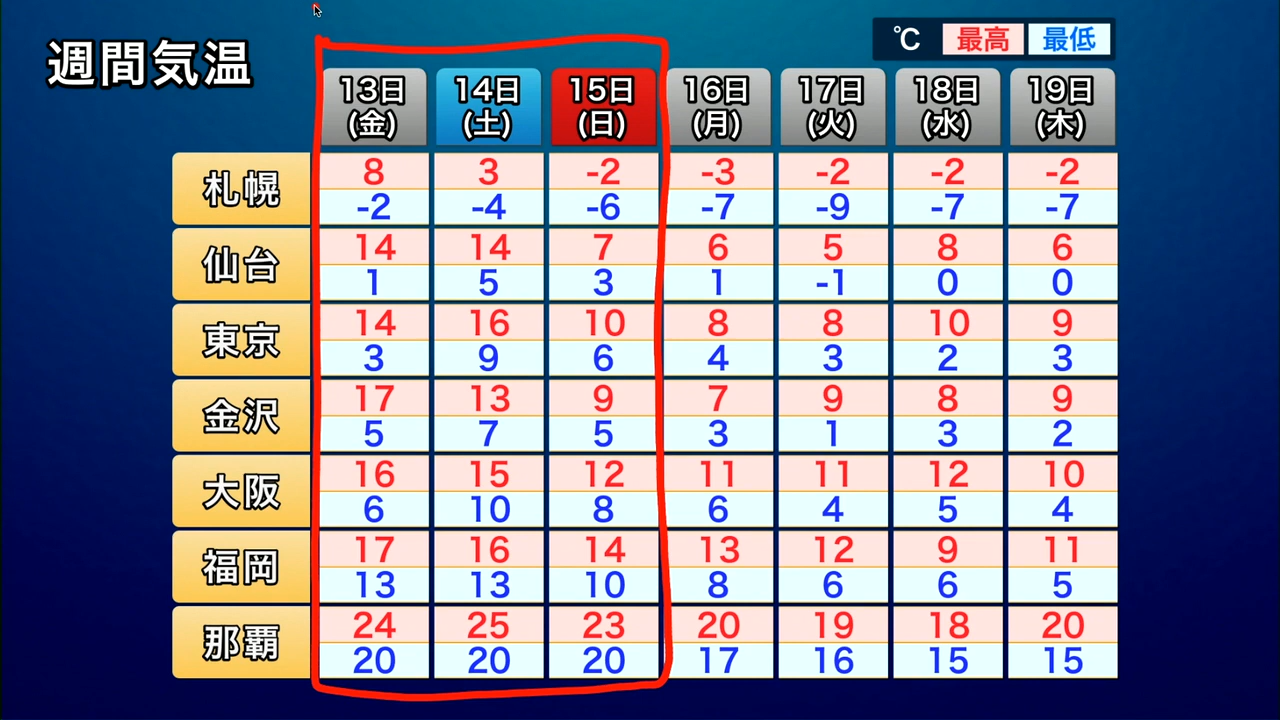 週間気温
℃ 最高 最低
13日 14日 15日 16日 17日 18日 19日
(金) (土) (日) (月) (火) (水) (木)
札幌 8 3 -2 -3 -2 -2 -2
-2 -4 -6 -7 -9 -7 -7
仙台 14 14 7 6 5 8 6
1 5 3 1 -1 0 0
東京 14 16 10 8 8 10 9
3 9 6 4 3 2 3
金沢 17 13 9 7 9 8 9
5 7 5 3 1 3 2
大阪 16 15 12 11 11 12 10
6 10 8 6 4 5 4
福岡 17 16 14 13 12 9 11
13 13 10 8 6 6 5
那覇 24 25 23 20 19 18 20
20 20 20 17 16 15 15